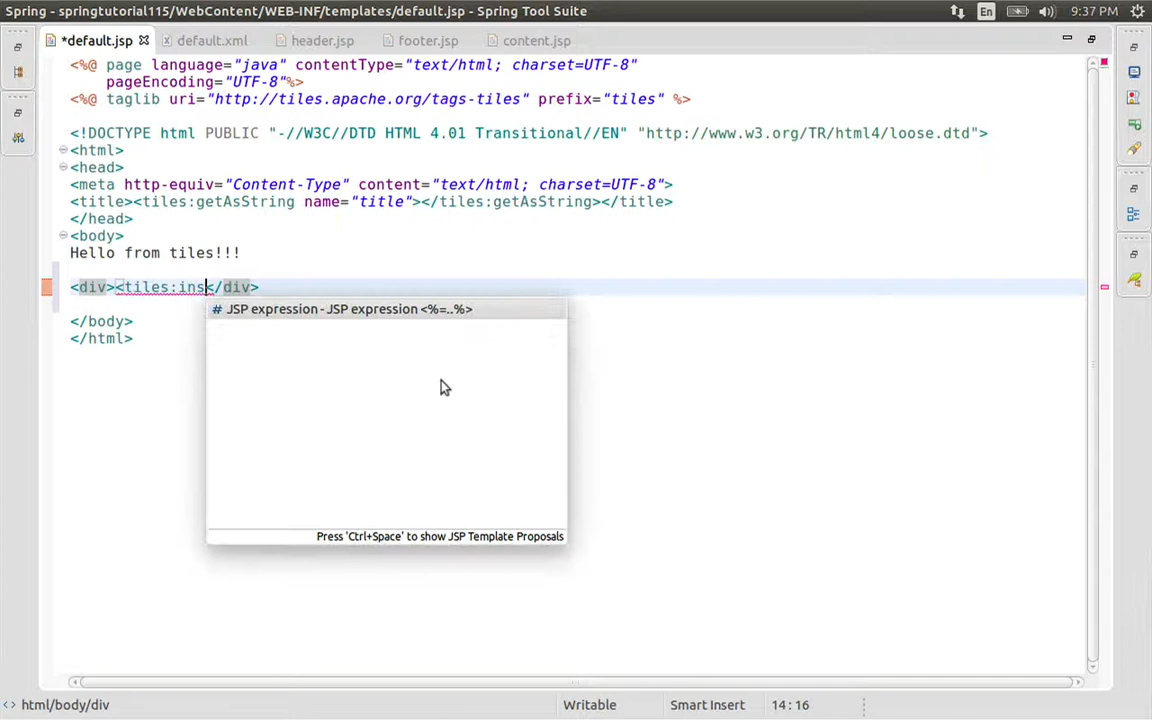 Spring - springtutorial115/WebContent/WEB-INF/templates/default.jsp - Spring Tool Suite
En
9:37 PM
*default.jsp
default.xml
header.jsp
footer.jsp
content.jsp
<%@ page language="java" contentType="text/html; charset=UTF-8"
pageEncoding="UTF-8"%>
<%@ taglib uri="http://tiles.apache.org/tags-tiles" prefix="tiles" %>
<!DOCTYPE html PUBLIC "-//W3C//DTD HTML 4.01 Transitional//EN" "http://www.w3.org/TR/html4/loose.dtd">
<html>
<head>
<meta http-equiv="Content-Type" content="text/html; charset=UTF-8">
<title><tiles:getAsString name="title"></tiles:getAsString></title>
</head>
<body>
Hello from tiles!!!
<div><tiles:ins</div>
# JSP expression - JSP expression <%=..%>
</body>
</html>
Press 'Ctrl+Space' to show JSP Template Proposals
<> html/body/div
Writable
Smart Insert
14 : 16